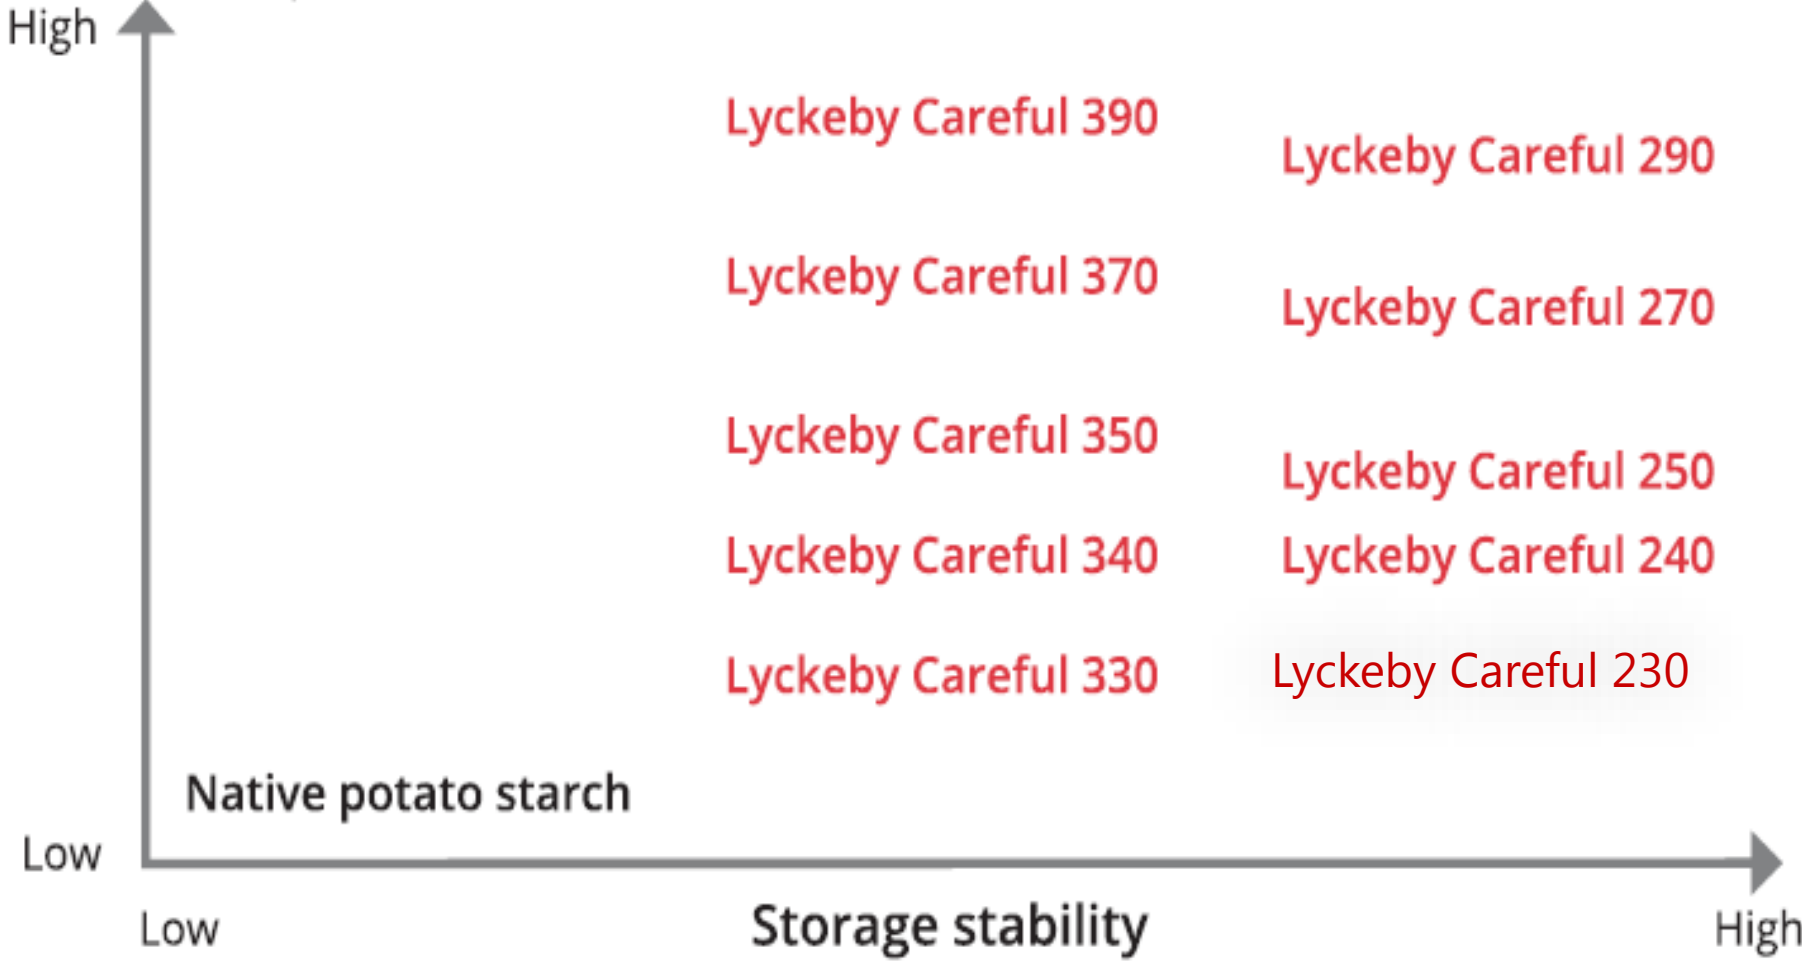 High
Lyckeby Careful 390
Lyckeby Careful 290
Lyckeby Careful 370
Lyckeby Careful 270
Lyckeby Careful 350
Lyckeby Careful 250
Lyckeby Careful 340
Lyckeby Careful 240
Lyckeby Careful 330
Lyckeby Careful 230
Native potato starch
Low
Low
Storage stability
High